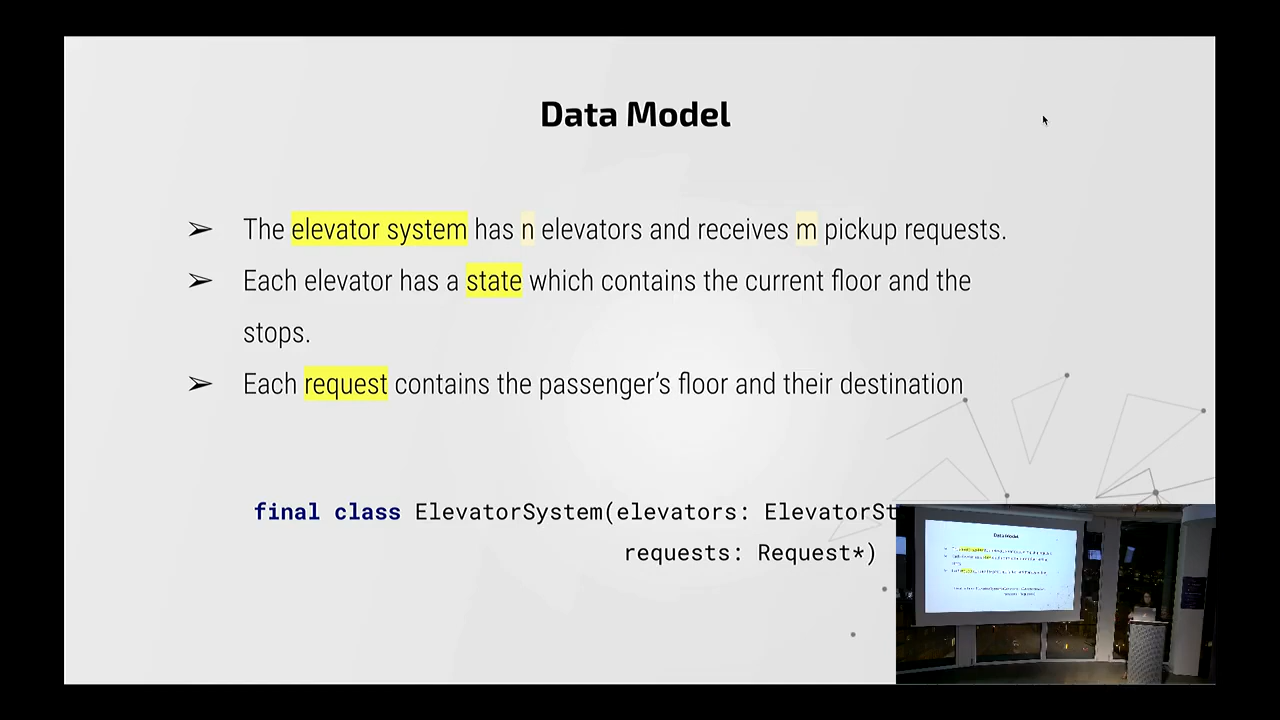 Data Model
➢ The elevator system has n elevators and receives m pickup requests.
➢ Each elevator has a state which contains the current floor and the
stops.
➢ Each request contains the passenger’s floor and their destination
final class ElevatorSystem(elevators: ElevatorSt
requests: Request*)
Data Model